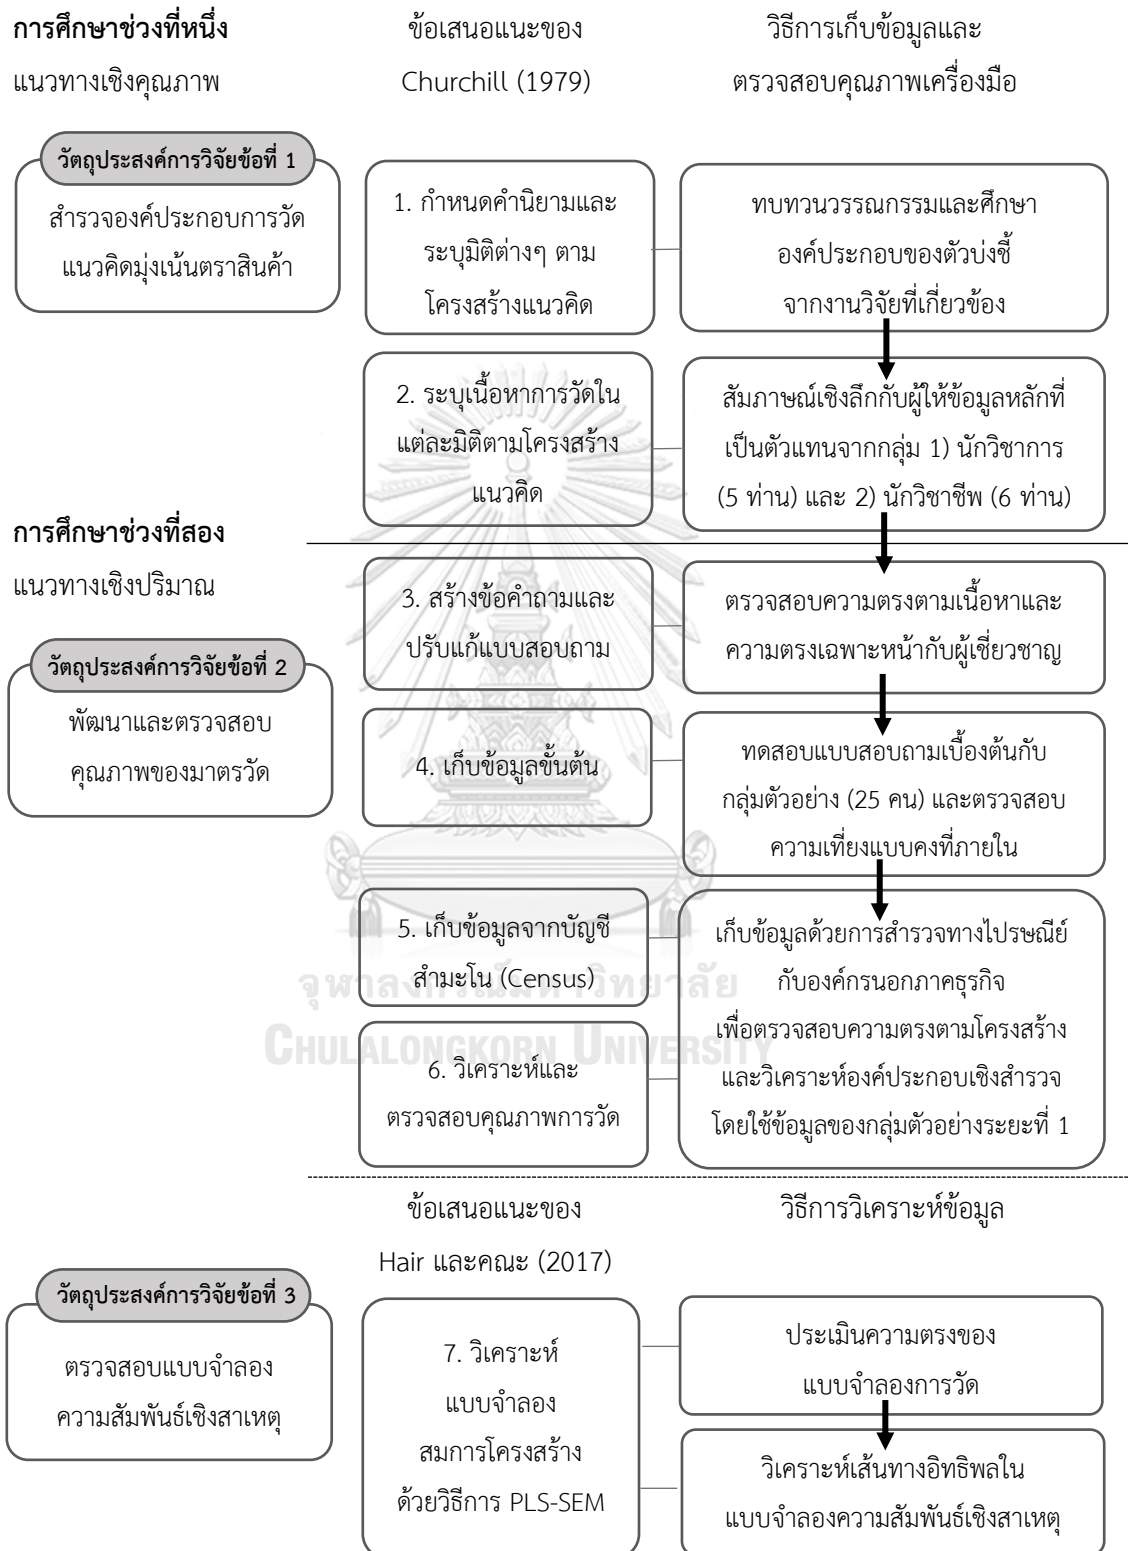 การศึกษาช่วงที่หนึ่ง
แนวทางเชิงคุณภาพ
ข้อเสนอแนะของ
Churchill (1979)
วิธีการเก็บข้อมูลและ
ตรวจสอบคุณภาพเครื่องมือ
วัตถุประสงค์การวิจัยข้อที่ 1
สำรวจองค์ประกอบการวัด
แนวคิดมุ่งเน้นตราสินค้า
1. กำหนดคำนิยามและ
ระบุมิติต่างๆ ตาม
โครงสร้างแนวคิด
ทบทวนวรรณกรรมและศึกษา
องค์ประกอบของตัวบ่งชี้
จากงานวิจัยที่เกี่ยวข้อง
2. ระบุเนื้อหาการวัดใน
แต่ละมิติตามโครงสร้าง
แนวคิด
สัมภาษณ์เชิงลึกกับผู้ให้ข้อมูลหลักที่
เป็นตัวแทนจากกลุ่ม 1) นักวิชาการ
(5 ท่าน) และ 2) นักวิชาชีพ (6 ท่าน)
การศึกษาช่วงที่สอง
แนวทางเชิงปริมาณ
3. สร้างข้อคำถามและ
ปรับแก้แบบสอบถาม
ตรวจสอบความตรงตามเนื้อหาและ
ความตรงเฉพาะหน้ากับผู้เชี่ยวชาญ
วัตถุประสงค์การวิจัยข้อที่ 2
พัฒนาและตรวจสอบ
คุณภาพของมาตรวัด
4. เก็บข้อมูลขั้นต้น
ทดสอบแบบสอบถามเบื้องต้นกับ
กลุ่มตัวอย่าง (25 คน) และตรวจสอบ
ความเที่ยงแบบคงที่ภายใน
5. เก็บข้อมูลจากบัญชี
สำมะโน (Census)
เก็บข้อมูลด้วยการสำรวจทางไปรษณีย์
กับองค์กรนอกภาคธุรกิจ
เพื่อตรวจสอบความตรงตามโครงสร้าง
และวิเคราะห์องค์ประกอบเชิงสำรวจ
โดยใช้ข้อมูลของกลุ่มตัวอย่างระยะที่ 1
จุฬาลงกรณ์มหาวิทยาลัย
CHULALONGKORN UNIVERSITY
6. วิเคราะห์และ
ตรวจสอบคุณภาพการวัด
ข้อเสนอแนะของ
Hair และคณะ (2017)
วิธีการวิเคราะห์ข้อมูล
วัตถุประสงค์การวิจัยข้อที่ 3
ตรวจสอบแบบจำลอง
ความสัมพันธ์เชิงสาเหตุ
7. วิเคราะห์
แบบจำลอง
สมการโครงสร้าง
ด้วยวิธีการ PLS-SEM
ประเมินความตรงของ
แบบจำลองการวัด
วิเคราะห์เส้นทางอิทธิพลใน
แบบจำลองความสัมพันธ์เชิงสาเหตุ